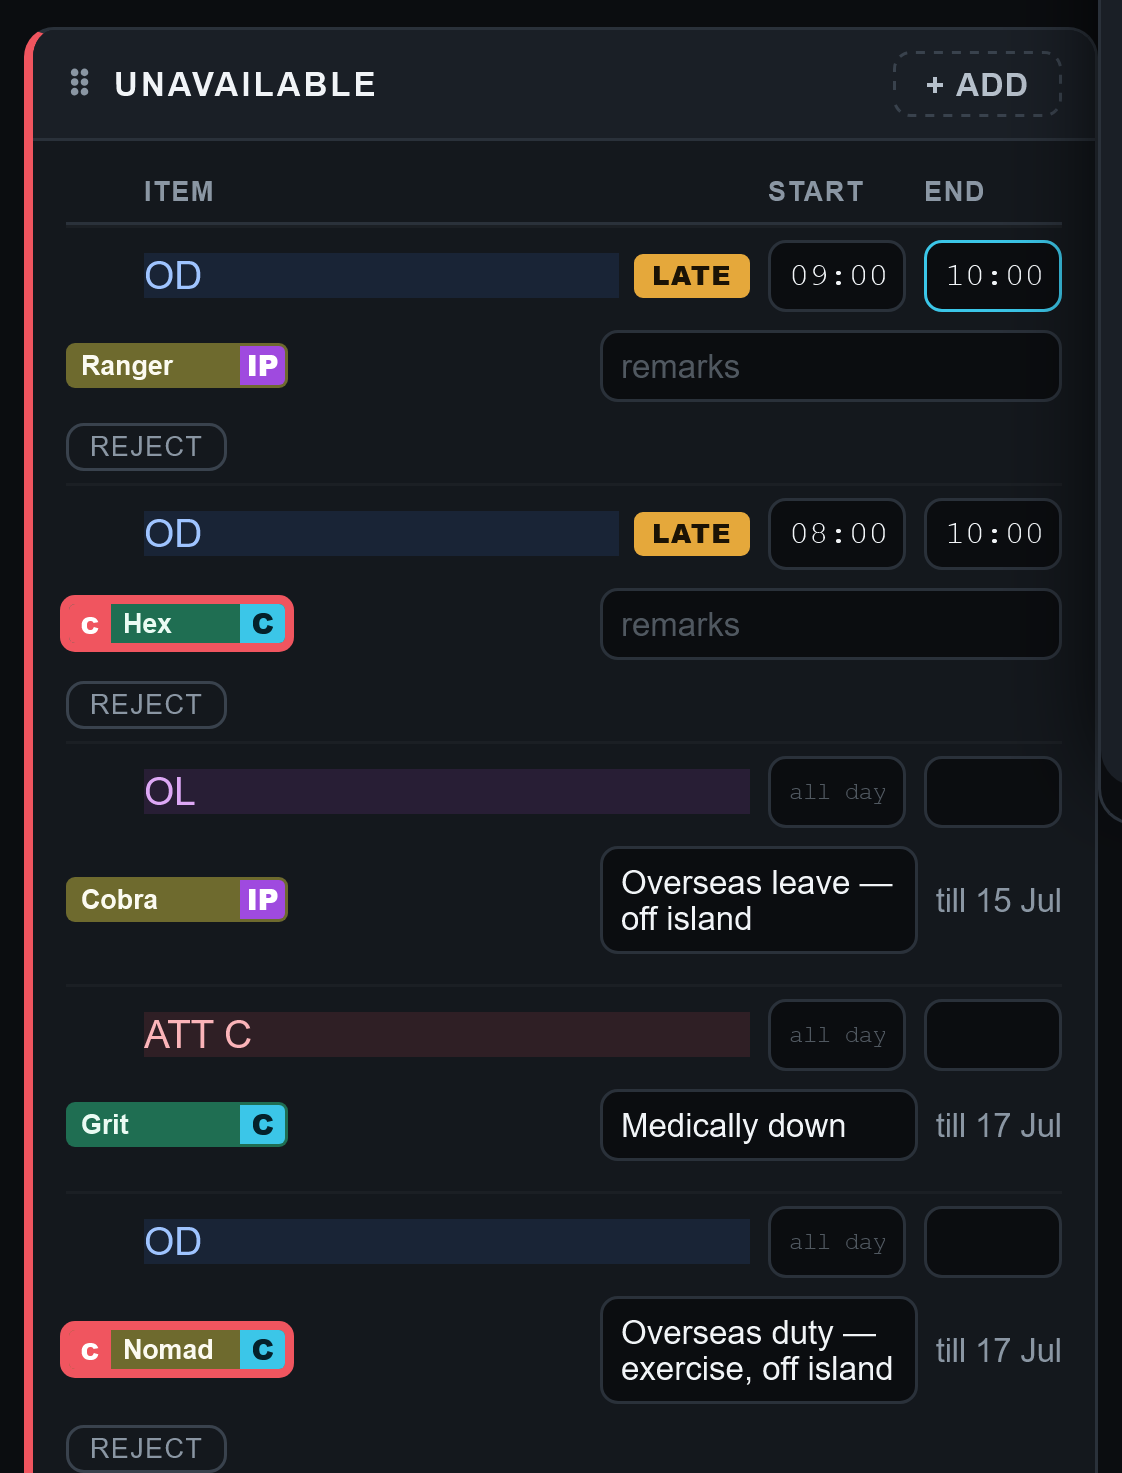 UNAVAILABLE
+ ADD
ITEM START END
OD LATE 09:00 10:00
Ranger IP remarks
REJECT
OD LATE 08:00 10:00
c Hex C remarks
REJECT
OL all day
Overseas leave —
Cobra IP till 15 Jul
off island
ATT C all day
Grit C Medically down till 17 Jul
OD all day
Overseas duty —
c Nomad C till 17 Jul
exercise, off island
REJECT